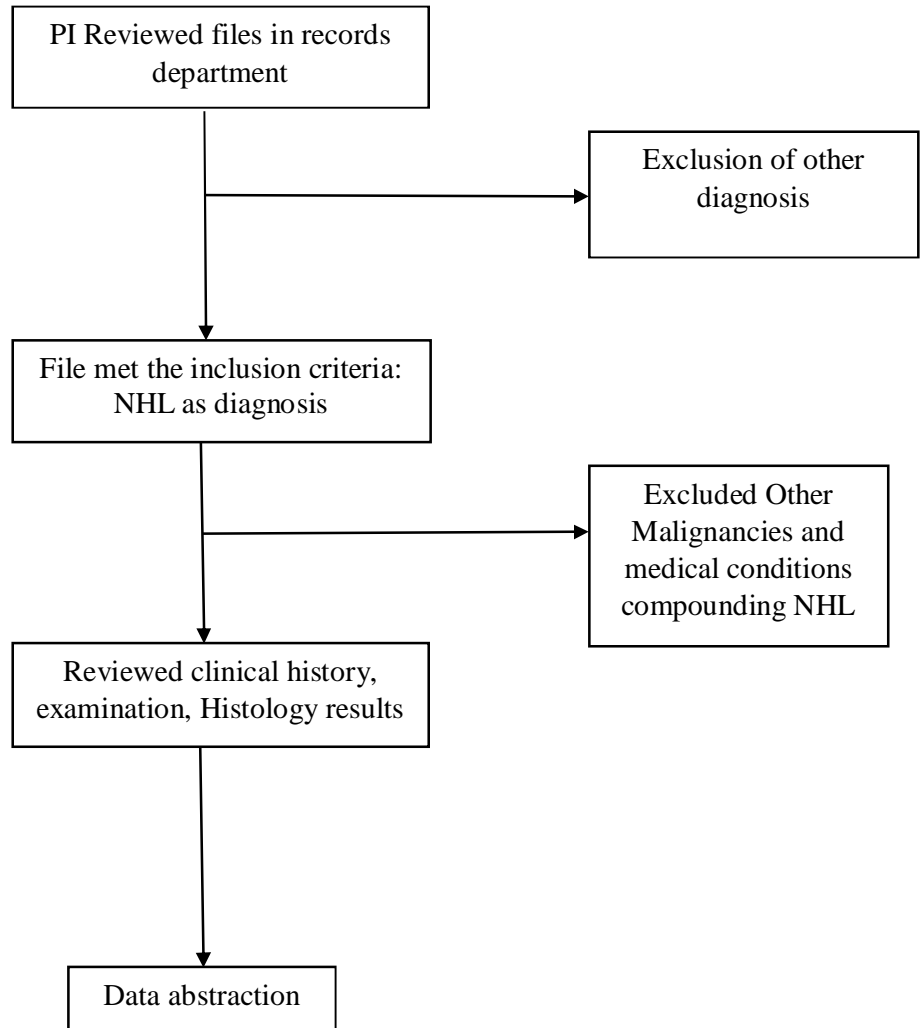 PI Reviewed files in records
department
Exclusion of other
diagnosis
File met the inclusion criteria:
NHL as diagnosis
Excluded Other
Malignancies and
medical conditions
compounding NHL
Reviewed clinical history,
examination, Histology results
Data abstraction